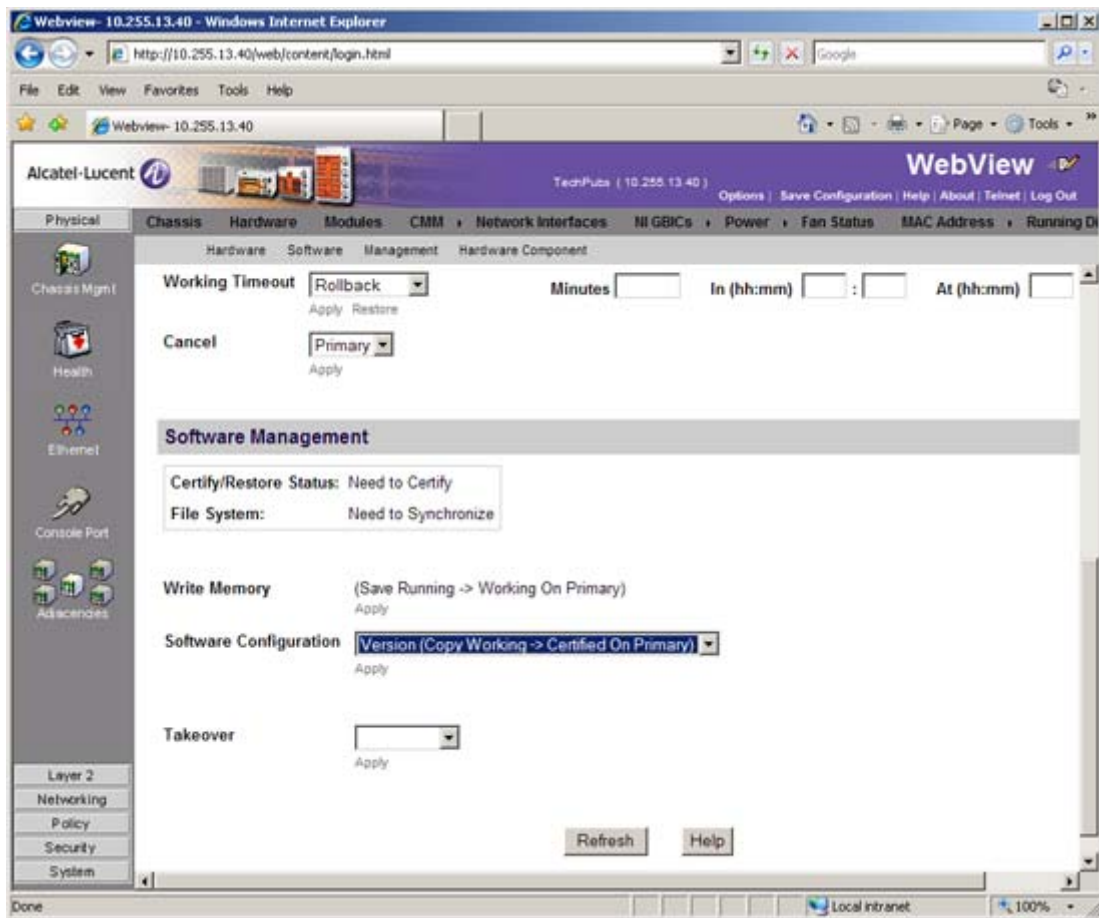 Webview- 10.255.13.40 - Windows Internet Explorer
http://10.255.13.40/web/content/login.html
Google
File Edit View Favorites Tools Help
Webview- 10.255.13.40
Page Tools
Alcatel-Lucent
TechPubs ( 10.255.13.40 )
WebView
Options | Save Configuration | Help | About | Telnet | Log Out
Physical
Chassis Hardware Modules CMM Network Interfaces NI GBICs Power Fan Status MAC Address Running Di
Hardware Software Management Hardware Component
Chassis Mgmt
Health
Ethernet
Console Port
Adjacencies
Working Timeout Rollback Minutes In (hh:mm) : At (hh:mm)
Apply Restore
Cancel Primary
Apply
Software Management
Certify/Restore Status: Need to Certify
File System: Need to Synchronize
Write Memory (Save Running -> Working On Primary)
Apply
Software Configuration Version (Copy Working -> Certified On Primary)
Apply
Takeover
Apply
Refresh Help
Layer 2
Networking
Policy
Security
System
Done Local intranet 100%